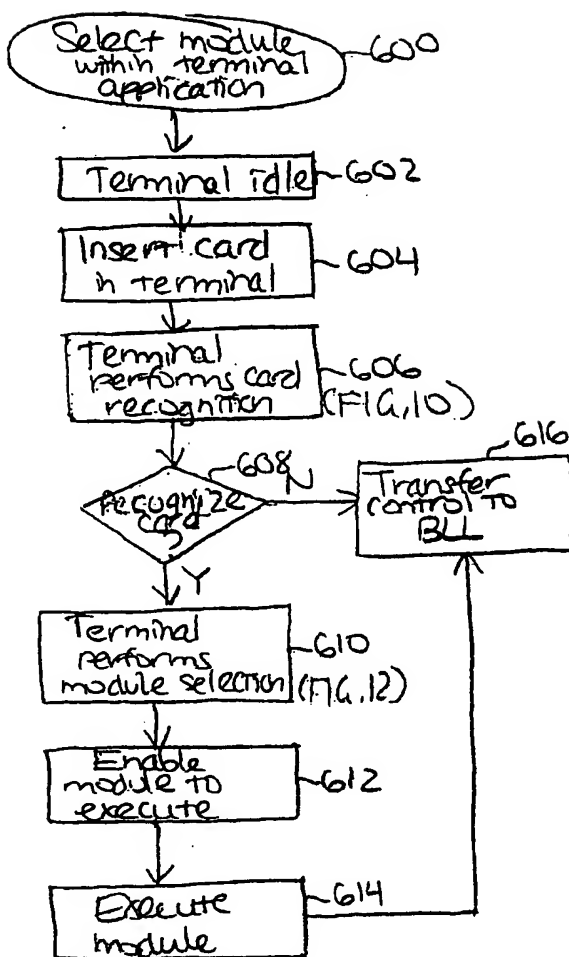 Select module
within terminal
application
600
Terminal idle
602
Insert card
in terminal
604
Terminal
performs card
recognition
606
(FIG,10)
608
recognize
card
?
N
616
Transfer
control to
BLL
Y
Terminal
performs
module selection
610
(FIG,12)
Enable
module to
execute
612
Execute
module
614